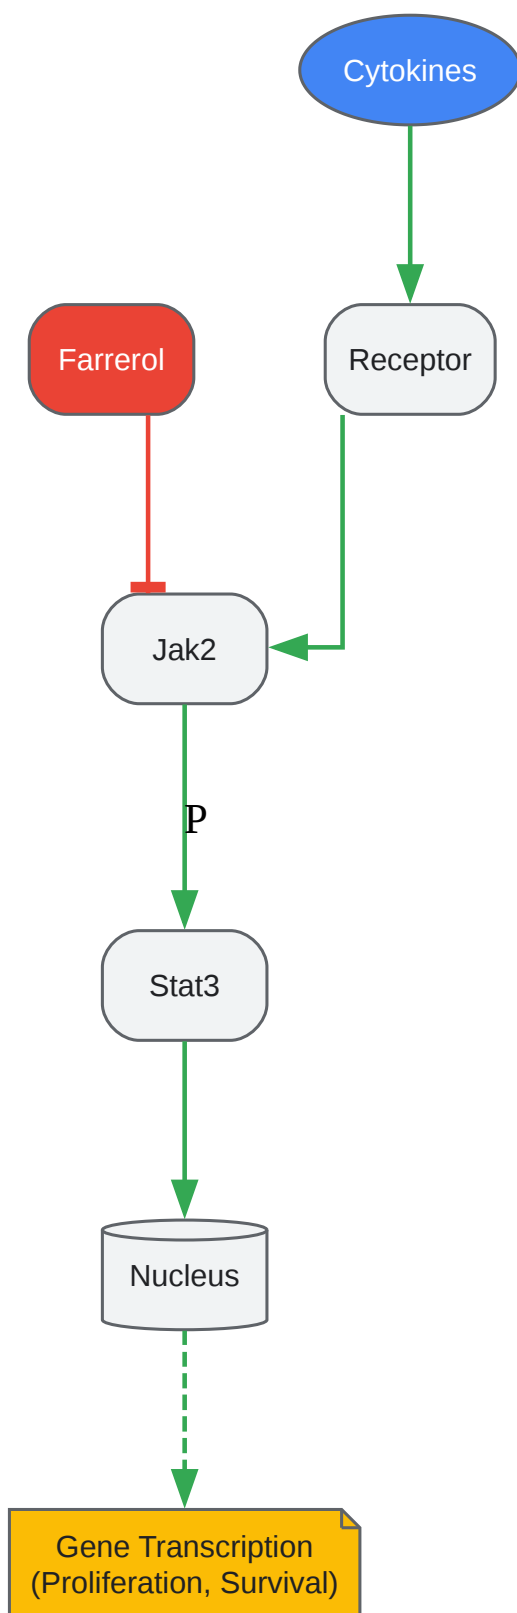 Cytokines
Farrerol
Receptor
Jak2
P
Stat3
Nucleus
Gene Transcription
(Proliferation, Survival)